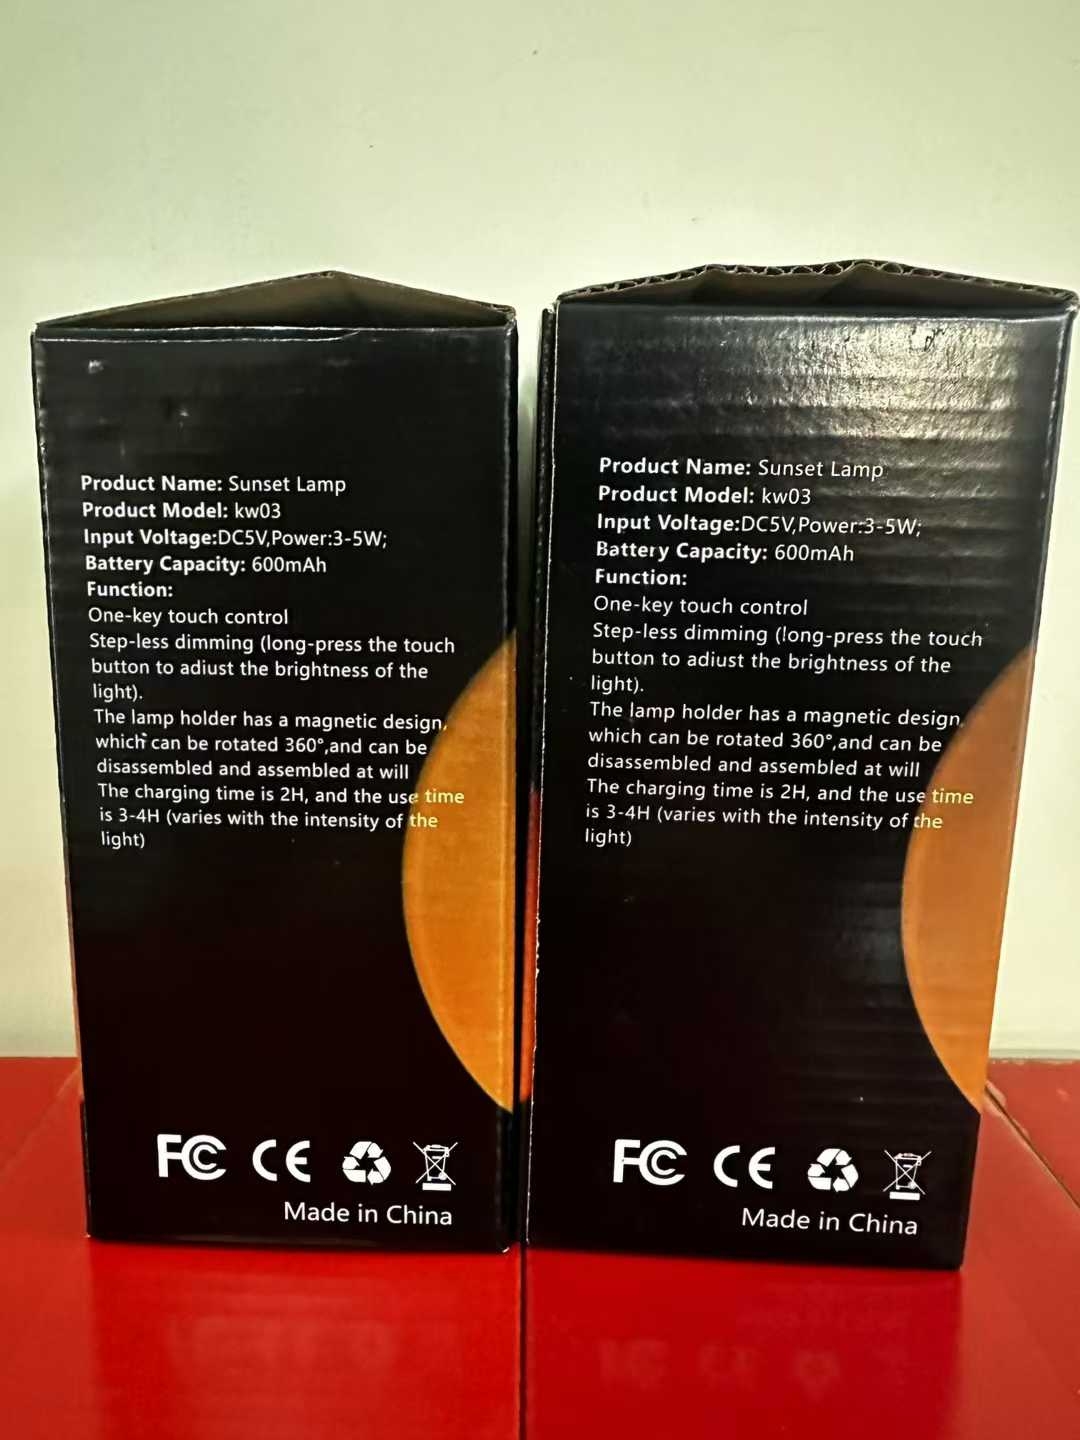 Product Name: Sunset Lamp
Product Model: kw03
Input Voltage:DC5V,Power:3-5W;
Battery Capacity: 600mAh
Function:
One-key touch control
Step-less dimming (long-press the touch
button to adiust the brightness of the
light).
The lamp holder has a magnetic design,
which can be rotated 360°,and can be
disassembled and assembled at will
The charging time is 2H, and the use time
is 3-4H (varies with the intensity of the
light)
FC CE
Made in China
Product Name: Sunset Lamp
Product Model: kw03
Input Voltage:DC5V,Power:3-5W;
Battery Capacity: 600mAh
Function:
One-key touch control
Step-less dimming (long-press the touch
button to adiust the brightness of the
light).
The lamp holder has a magnetic design,
which can be rotated 360°,and can be
disassembled and assembled at will
The charging time is 2H, and the use time
is 3-4H (varies with the intensity of the
light)
FC CE
Made in China